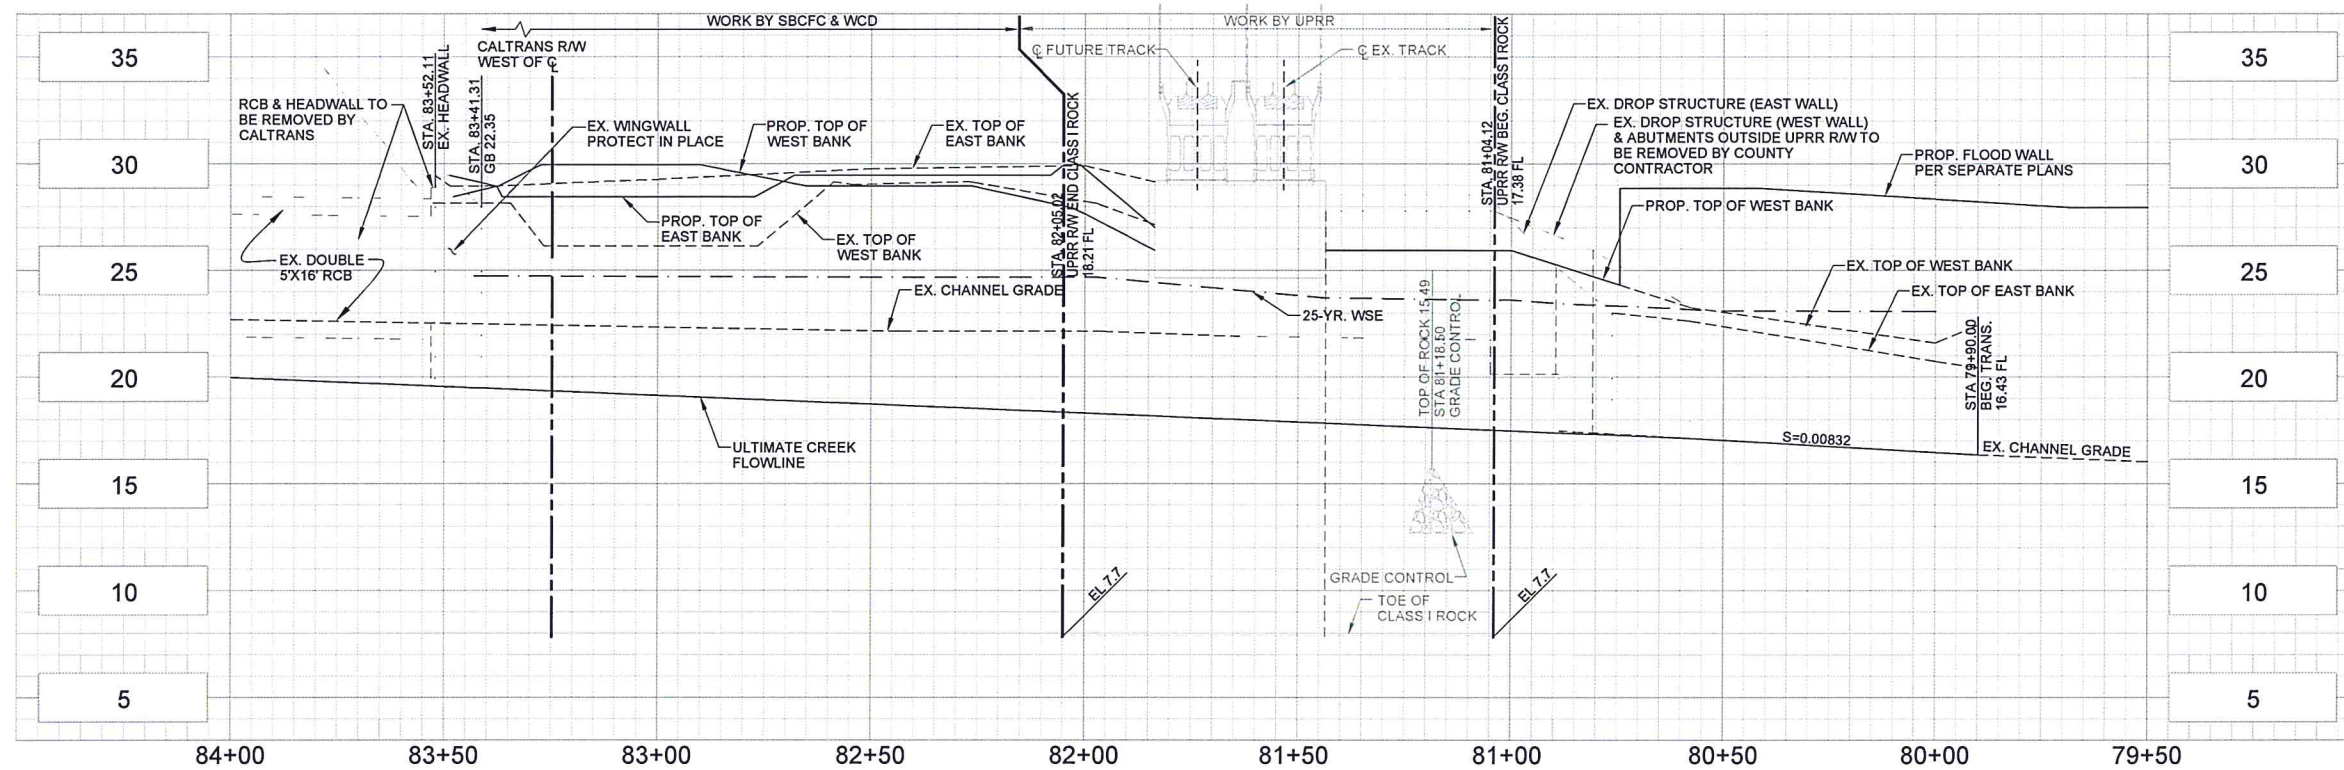 WORK BY SBCFC & WCD
WORK BY UPRR
35
STA. 83+52.11
EX. HEADWALL
CALTRANS R/W
WEST OF ℄
STA. 83+41.31
GB 22.35
℄ FUTURE TRACK
℄ EX. TRACK
35
RCB & HEADWALL TO
BE REMOVED BY
CALTRANS
EX. WINGWALL
PROTECT IN PLACE
PROP. TOP OF
WEST BANK
EX. TOP OF
EAST BANK
STA. 82+05.02
UPRR R/W END CLASS I ROCK
18.21 FL
STA. 81+04.12
UPRR R/W BEG. CLASS I ROCK
17.38 FL
EX. DROP STRUCTURE (EAST WALL)
EX. DROP STRUCTURE (WEST WALL)
& ABUTMENTS OUTSIDE UPRR R/W TO
BE REMOVED BY COUNTY
CONTRACTOR
PROP. FLOOD WALL
PER SEPARATE PLANS
30
30
PROP. TOP OF
EAST BANK
EX. TOP OF
WEST BANK
PROP. TOP OF WEST BANK
EX. DOUBLE
5'X16' RCB
25
EX. TOP OF WEST BANK
25
EX. CHANNEL GRADE
EX. TOP OF EAST BANK
25-YR. WSE
TOP OF ROCK 15.49
STA 81+18.50
GRADE CONTROL
STA 79+90.00
BEG. TRANS.
16.43 FL
20
20
ULTIMATE CREEK
FLOWLINE
S=0.00832
EX. CHANNEL GRADE
15
15
EL 7.7
GRADE CONTROL
EL 7.7
10
TOE OF
CLASS I ROCK
10
5
5
84+00
83+50
83+00
82+50
82+00
81+50
81+00
80+50
80+00
79+50